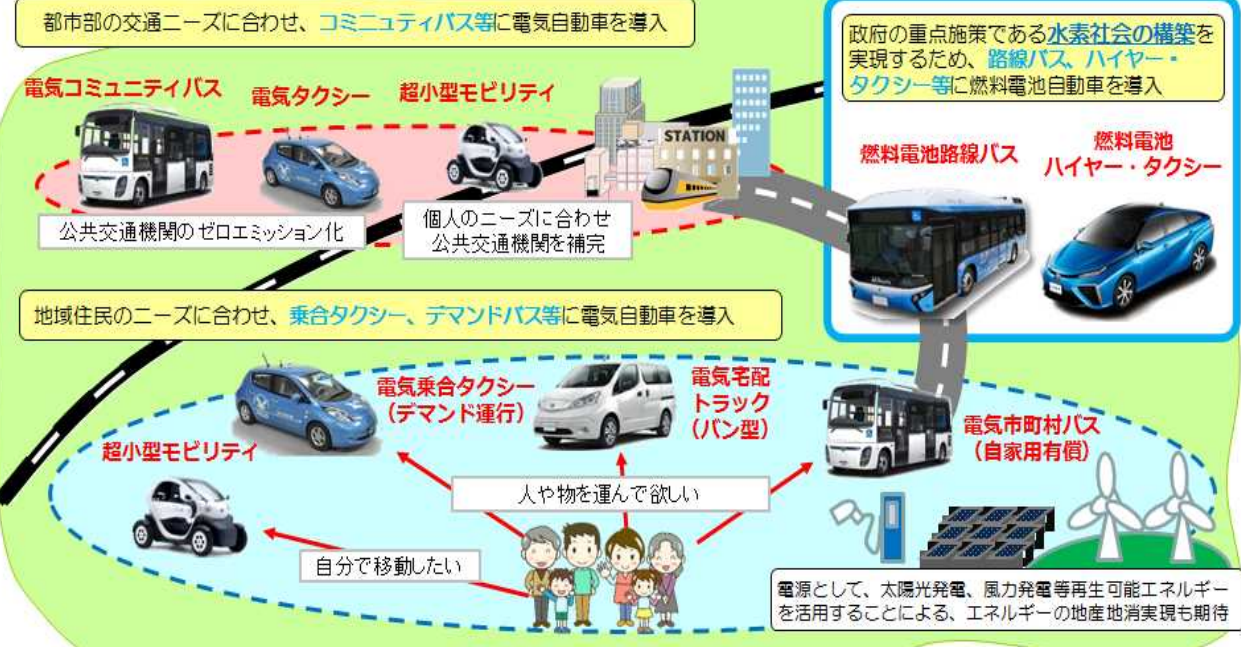 都市部の交通ニーズに合わせ、コミニュティバス等に電気自動車を導入
政府の重点施策である水素社会の構築を
実現するため、路線バス、ハイヤー・
タクシー等に燃料電池自動車を導入
電気コミュニティバス
電気タクシー
超小型モビリティ
STATION
燃料電池路線バス
燃料電池
ハイヤー・タクシー
公共交通機関のゼロエミッション化
個人のニーズに合わせ
公共交通機関を補完
地域住民のニーズに合わせ、乗合タクシー、デマンドバス等に電気自動車を導入
電気乗合タクシー
（デマンド運行）
電気宅配
トラック
（バン型）
電気市町村バス
（自家用有償）
超小型モビリティ
人や物を運んで欲しい
自分で移動したい
電源として、太陽光発電、風力発電等再生可能エネルギー
を活用することによる、エネルギーの地産地消実現も期待